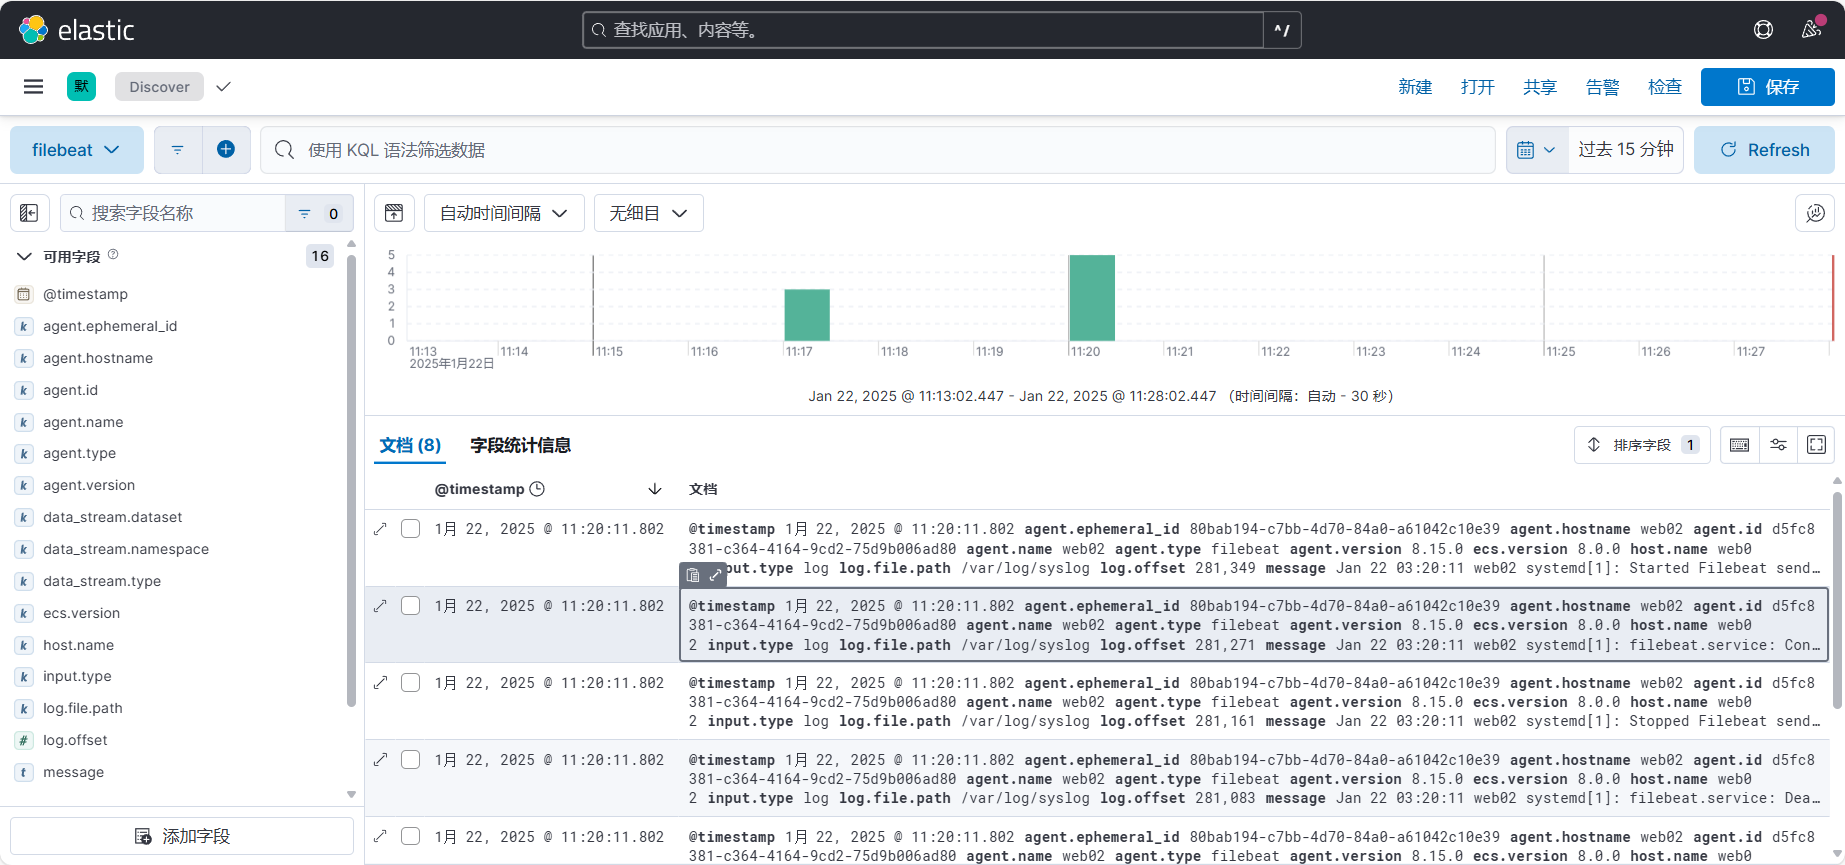 elastic
查找应用、内容等。
^/
默
Discover
新建
打开
共享
告警
检查
保存
filebeat
使用 KQL 语法筛选数据
过去 15 分钟
Refresh
搜索字段名称
0
自动时间间隔
无细目
可用字段
16
@timestamp
agent.ephemeral_id
agent.hostname
agent.id
agent.name
agent.type
agent.version
data_stream.dataset
data_stream.namespace
data_stream.type
ecs.version
host.name
input.type
log.file.path
log.offset
message
添加字段
5
4
3
2
1
0
11:13
11:14
11:15
11:16
11:17
11:18
11:19
11:20
11:21
11:22
11:23
11:24
11:25
11:26
11:27
2025年1月22日
Jan 22, 2025 @ 11:13:02.447 - Jan 22, 2025 @ 11:28:02.447 （时间间隔：自动 - 30 秒）
文档 (8)
字段统计信息
排序字段 1
@timestamp
文档
1月 22, 2025 @ 11:20:11.802
@timestamp 1月 22, 2025 @ 11:20:11.802 agent.ephemeral_id 80bab194-c7bb-4d70-84a0-a61042c10e39 agent.hostname web02 agent.id d5fc8
381-c364-4164-9cd2-75d9b006ad80 agent.name web02 agent.type filebeat agent.version 8.15.0 ecs.version 8.0.0 host.name web0
put.type log log.file.path /var/log/syslog log.offset 281,349 message Jan 22 03:20:11 web02 systemd[1]: Started Filebeat send…
1月 22, 2025 @ 11:20:11.802
@timestamp 1月 22, 2025 @ 11:20:11.802 agent.ephemeral_id 80bab194-c7bb-4d70-84a0-a61042c10e39 agent.hostname web02 agent.id d5fc8
381-c364-4164-9cd2-75d9b006ad80 agent.name web02 agent.type filebeat agent.version 8.15.0 ecs.version 8.0.0 host.name web0
2 input.type log log.file.path /var/log/syslog log.offset 281,271 message Jan 22 03:20:11 web02 systemd[1]: filebeat.service: Con…
1月 22, 2025 @ 11:20:11.802
@timestamp 1月 22, 2025 @ 11:20:11.802 agent.ephemeral_id 80bab194-c7bb-4d70-84a0-a61042c10e39 agent.hostname web02 agent.id d5fc8
381-c364-4164-9cd2-75d9b006ad80 agent.name web02 agent.type filebeat agent.version 8.15.0 ecs.version 8.0.0 host.name web0
2 input.type log log.file.path /var/log/syslog log.offset 281,161 message Jan 22 03:20:11 web02 systemd[1]: Stopped Filebeat send…
1月 22, 2025 @ 11:20:11.802
@timestamp 1月 22, 2025 @ 11:20:11.802 agent.ephemeral_id 80bab194-c7bb-4d70-84a0-a61042c10e39 agent.hostname web02 agent.id d5fc8
381-c364-4164-9cd2-75d9b006ad80 agent.name web02 agent.type filebeat agent.version 8.15.0 ecs.version 8.0.0 host.name web0
2 input.type log log.file.path /var/log/syslog log.offset 281,083 message Jan 22 03:20:11 web02 systemd[1]: filebeat.service: Dea…
1月 22, 2025 @ 11:20:11.802
@timestamp 1月 22, 2025 @ 11:20:11.802 agent.ephemeral_id 80bab194-c7bb-4d70-84a0-a61042c10e39 agent.hostname web02 agent.id d5fc8
381-c364-4164-9cd2-75d9b006ad80 agent.name web02 agent.type filebeat agent.version 8.15.0 ecs.version 8.0.0 host.name web0